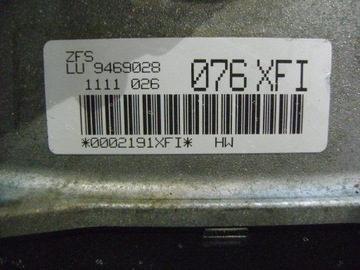 ZFS
LU 9469028
1111 026
076 XFI
*0002191XFI* HW